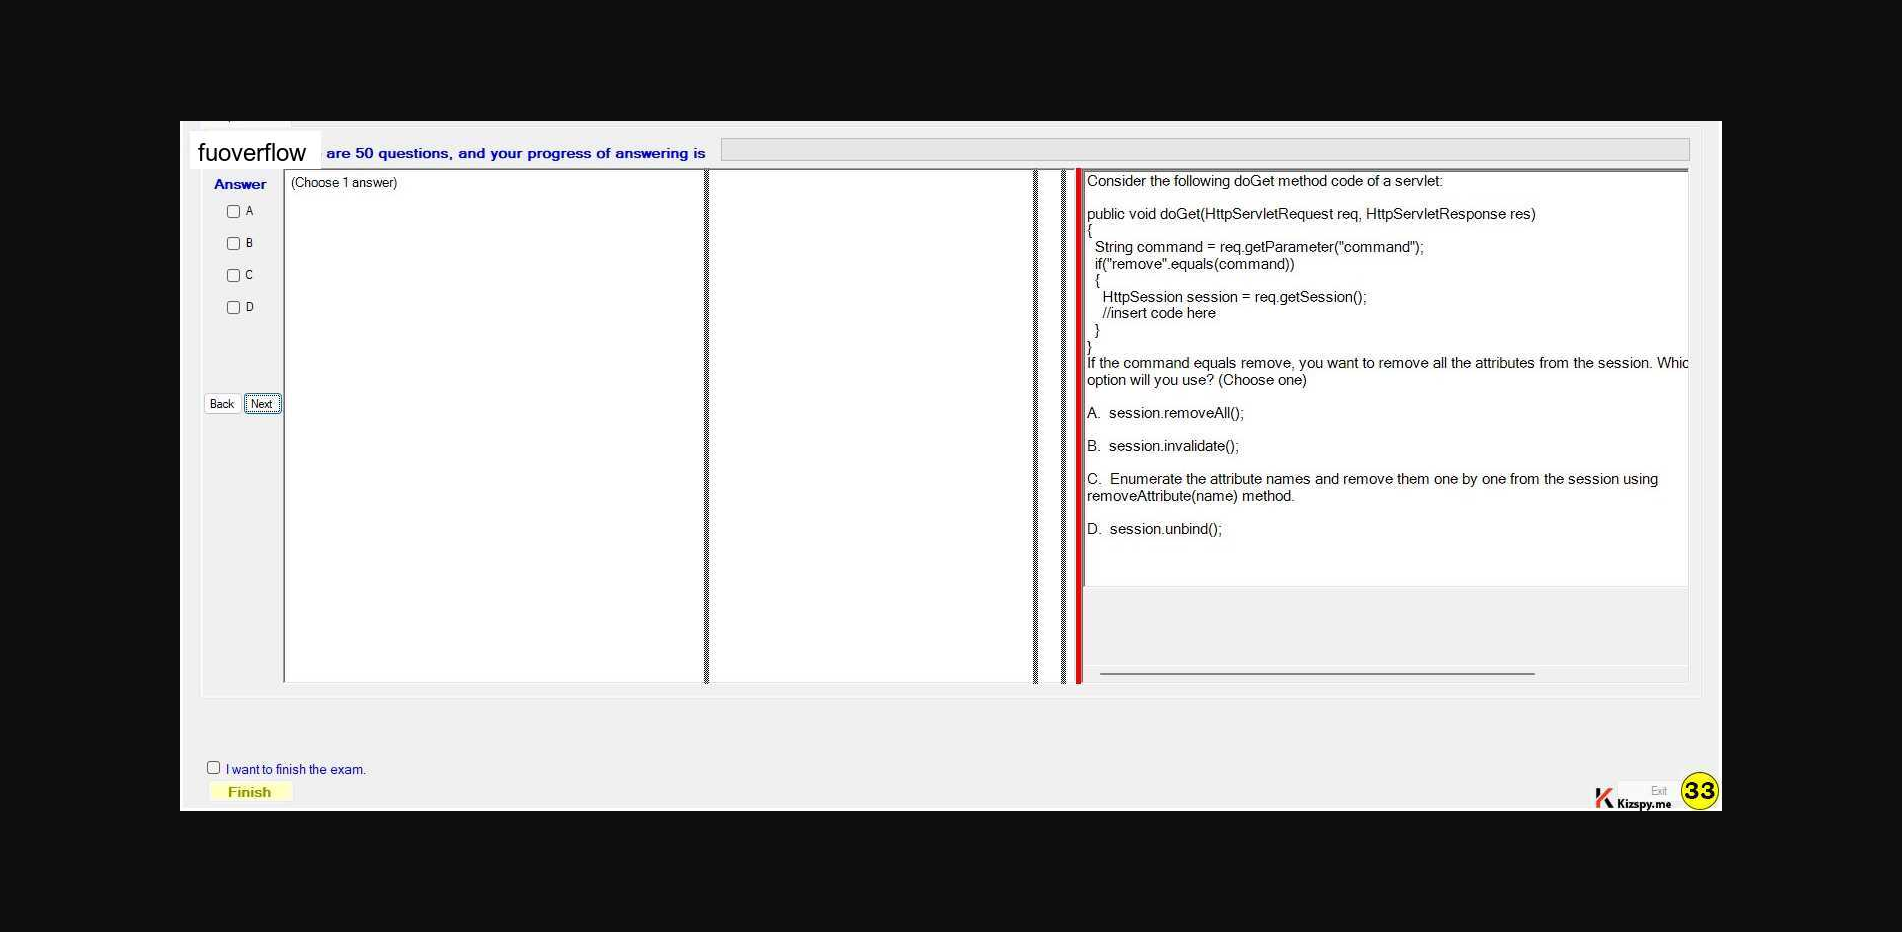 fuoverflow are 50 questions, and your progress of answering is
Answer
(Choose 1 answer)
A
B
C
D
Back Next
Consider the following doGet method code of a servlet:
public void doGet(HttpServletRequest req, HttpServletResponse res)
{
String command = req.getParameter("command");
if("remove".equals(command))
{
HttpSession session = req.getSession();
//insert code here
}
}
If the command equals remove, you want to remove all the attributes from the session. Whic
option will you use? (Choose one)
A. session.removeAll();
B. session.invalidate();
C. Enumerate the attribute names and remove them one by one from the session using
removeAttribute(name) method.
D. session.unbind();
I want to finish the exam.
Finish
Exit
Kizspy.me
33